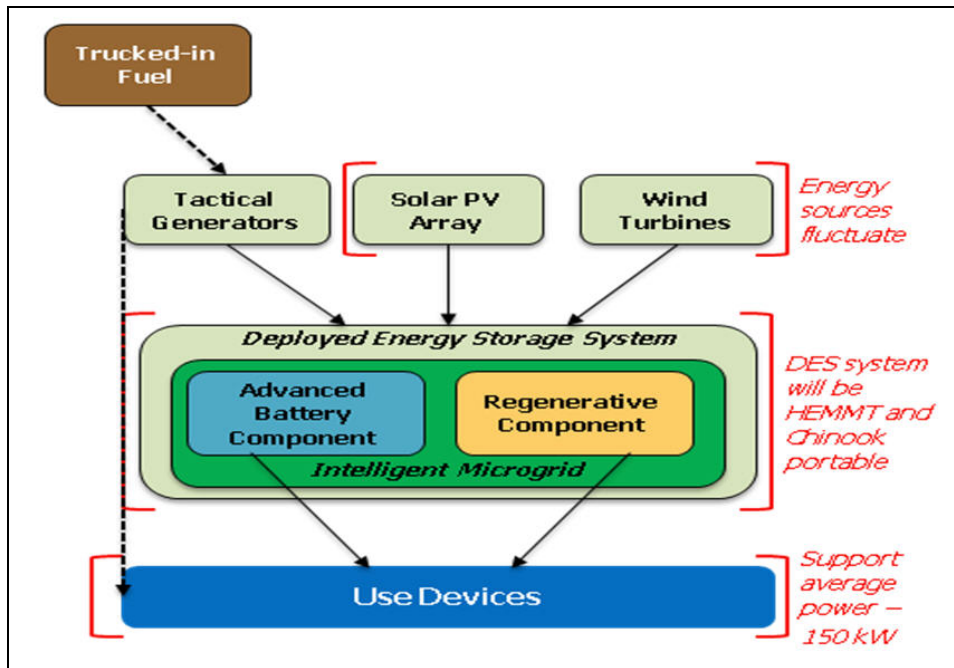 Trucked-in
Fuel
Tactical
Generators
Solar PV
Array
Wind
Turbines
Energy
sources
fluctuate
Deployed Energy Storage System
Advanced
Battery
Component
Regenerative
Component
Intelligent Microgrid
DES system
will be
HEMMT and
Chinook
portable
Use Devices
Support
average
power –
150 kW